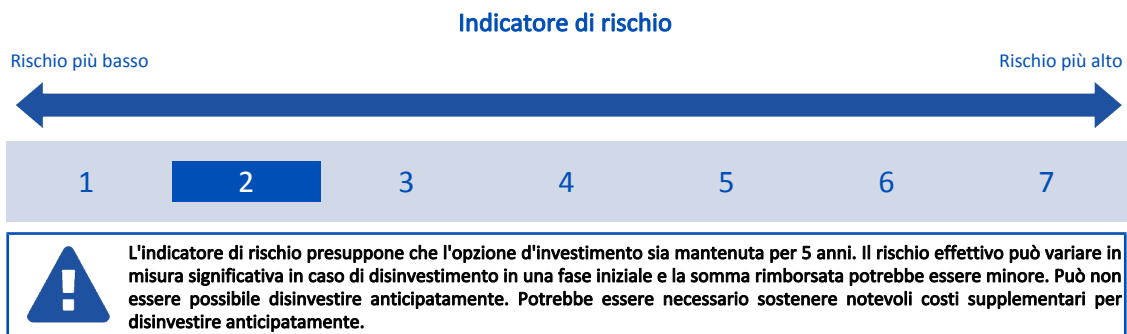 Indicatore di rischio
Rischio più basso
Rischio più alto
1 2 3 4 5 6 7
L'indicatore di rischio presuppone che l'opzione d'investimento sia mantenuta per 5 anni. Il rischio effettivo può variare in
misura significativa in caso di disinvestimento in una fase iniziale e la somma rimborsata potrebbe essere minore. Può non
essere possibile disinvestire anticipatamente. Potrebbe essere necessario sostenere notevoli costi supplementari per
disinvestire anticipatamente.